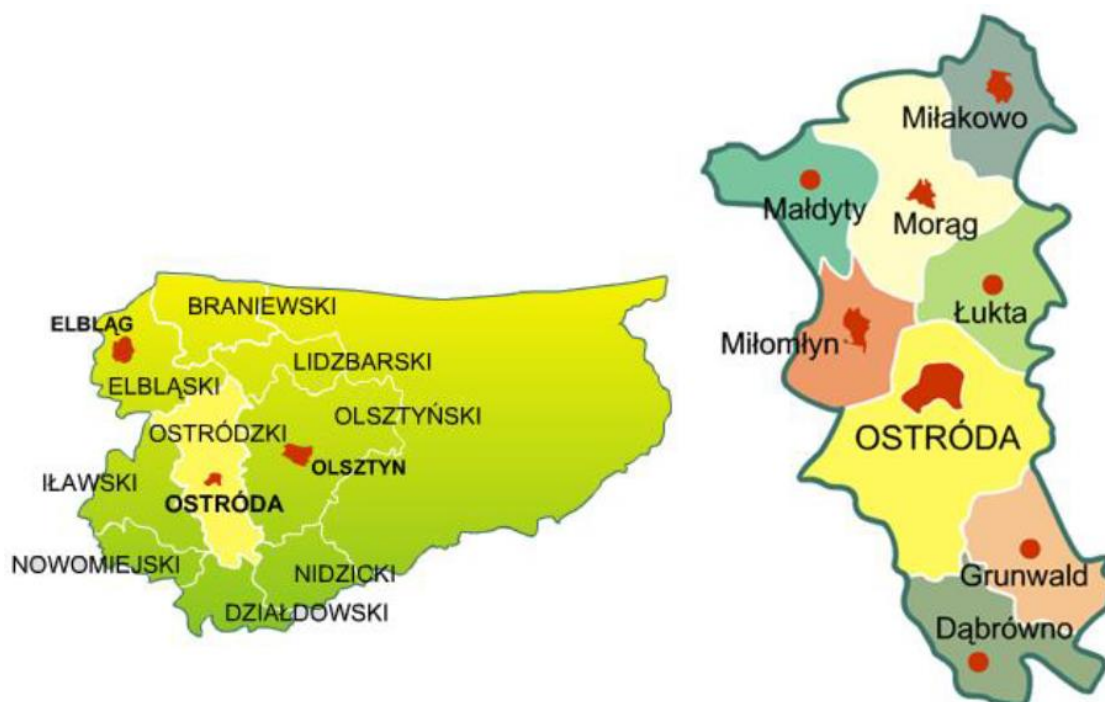 BRANIEWSKI
ELBLĄG
LIDZBARSKI
ELBLĄSKI
OLSZTYŃSKI
OSTRÓDZKI
OLSZTYN
IŁAWSKI
OSTRÓDA
NOWOMIEJSKI
NIDZICKI
DZIAŁDOWSKI
Miłakowo
Małdyty
Morąg
Łukta
Miłomłyn
OSTRÓDA
Grunwald
Dąbrówno